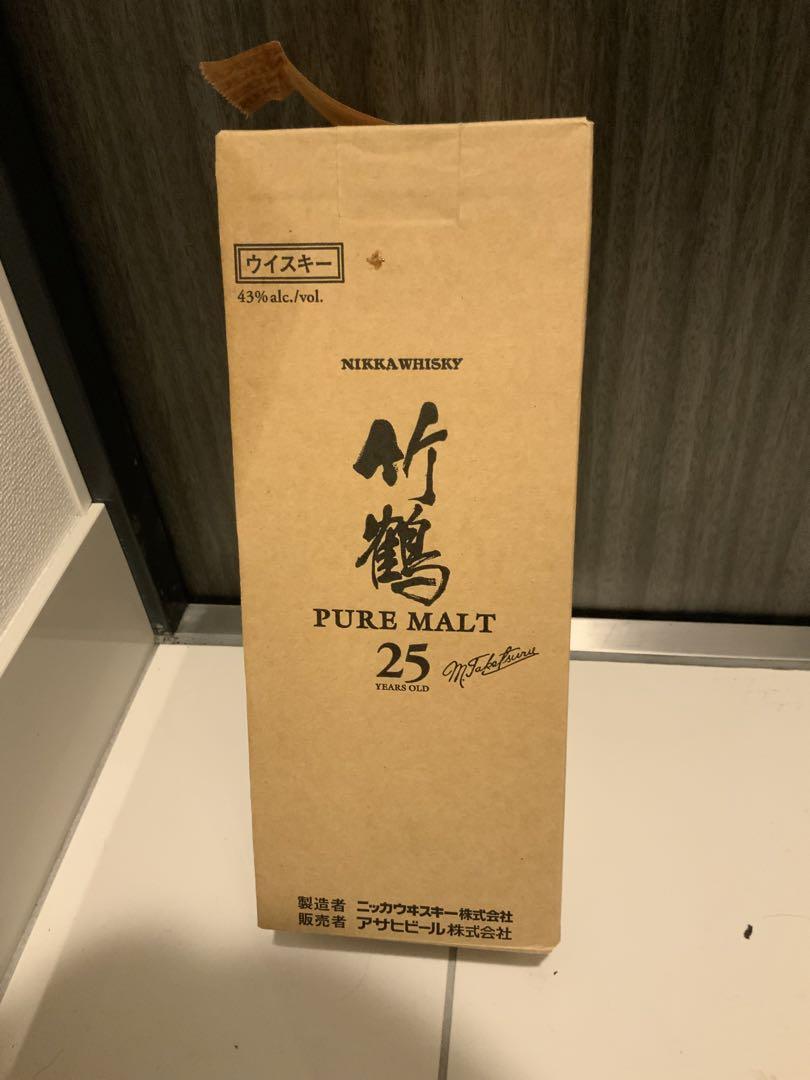 ウイスキー
43% alc./vol.
NIKKA WHISKY
竹
鶴
PURE MALT
25
YEARS OLD
M. Taketsuru
製造者 ニッカウヰスキー株式会社
販売者 アサヒビール株式会社